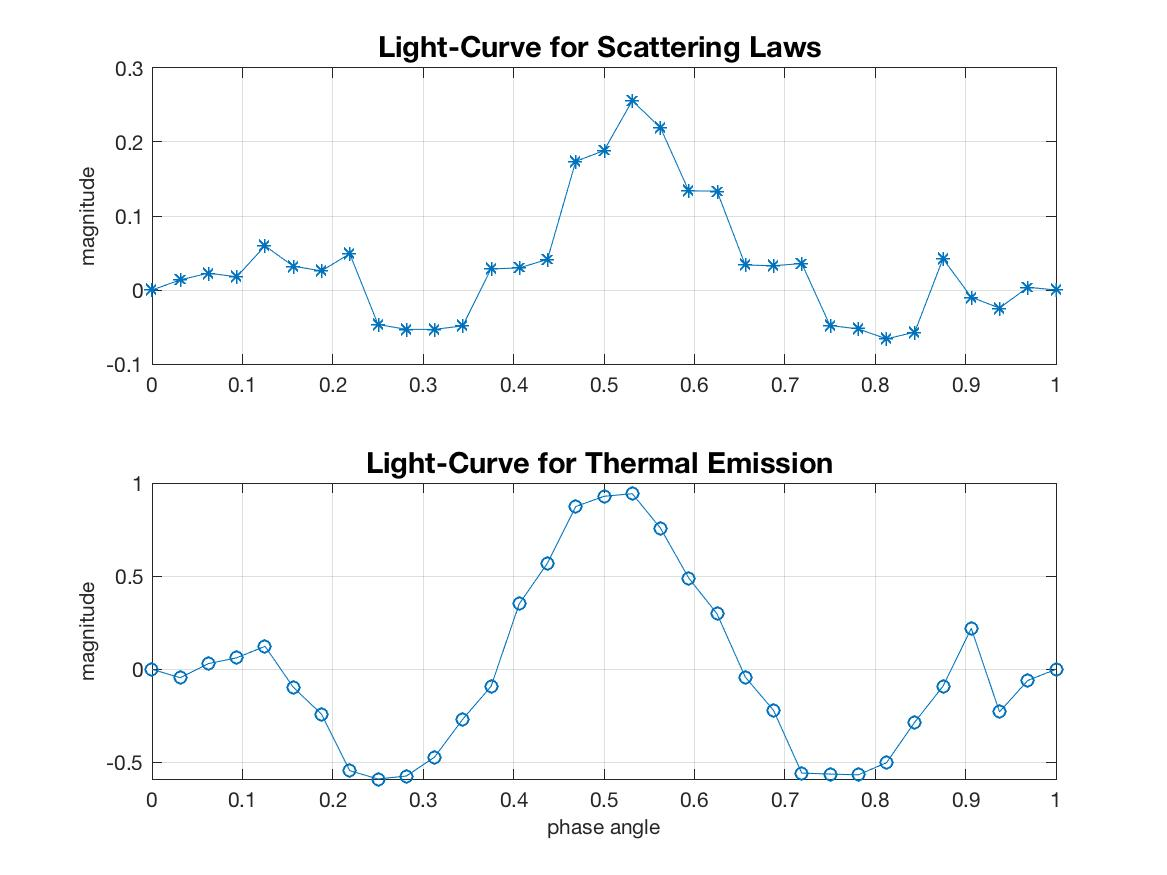 Light-Curve for Scattering Laws
0.3
0.2
0.1
0
-0.1
magnitude
0 0.1 0.2 0.3 0.4 0.5 0.6 0.7 0.8 0.9 1
Light-Curve for Thermal Emission
1
0.5
0
-0.5
magnitude
0 0.1 0.2 0.3 0.4 0.5 0.6 0.7 0.8 0.9 1
phase angle